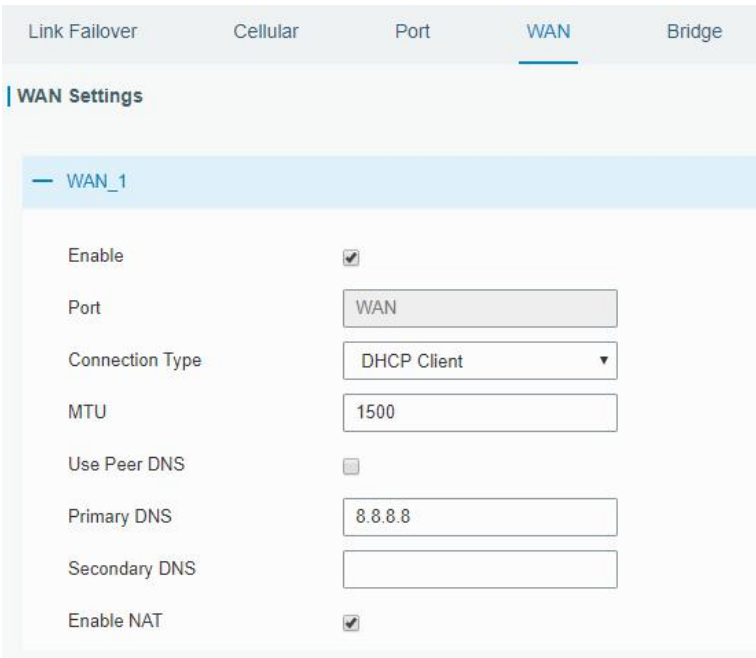 Link Failover Cellular Port WAN Bridge
WAN Settings
WAN_1
Enable
Port WAN
Connection Type DHCP Client
MTU 1500
Use Peer DNS
Primary DNS 8.8.8.8
Secondary DNS
Enable NAT